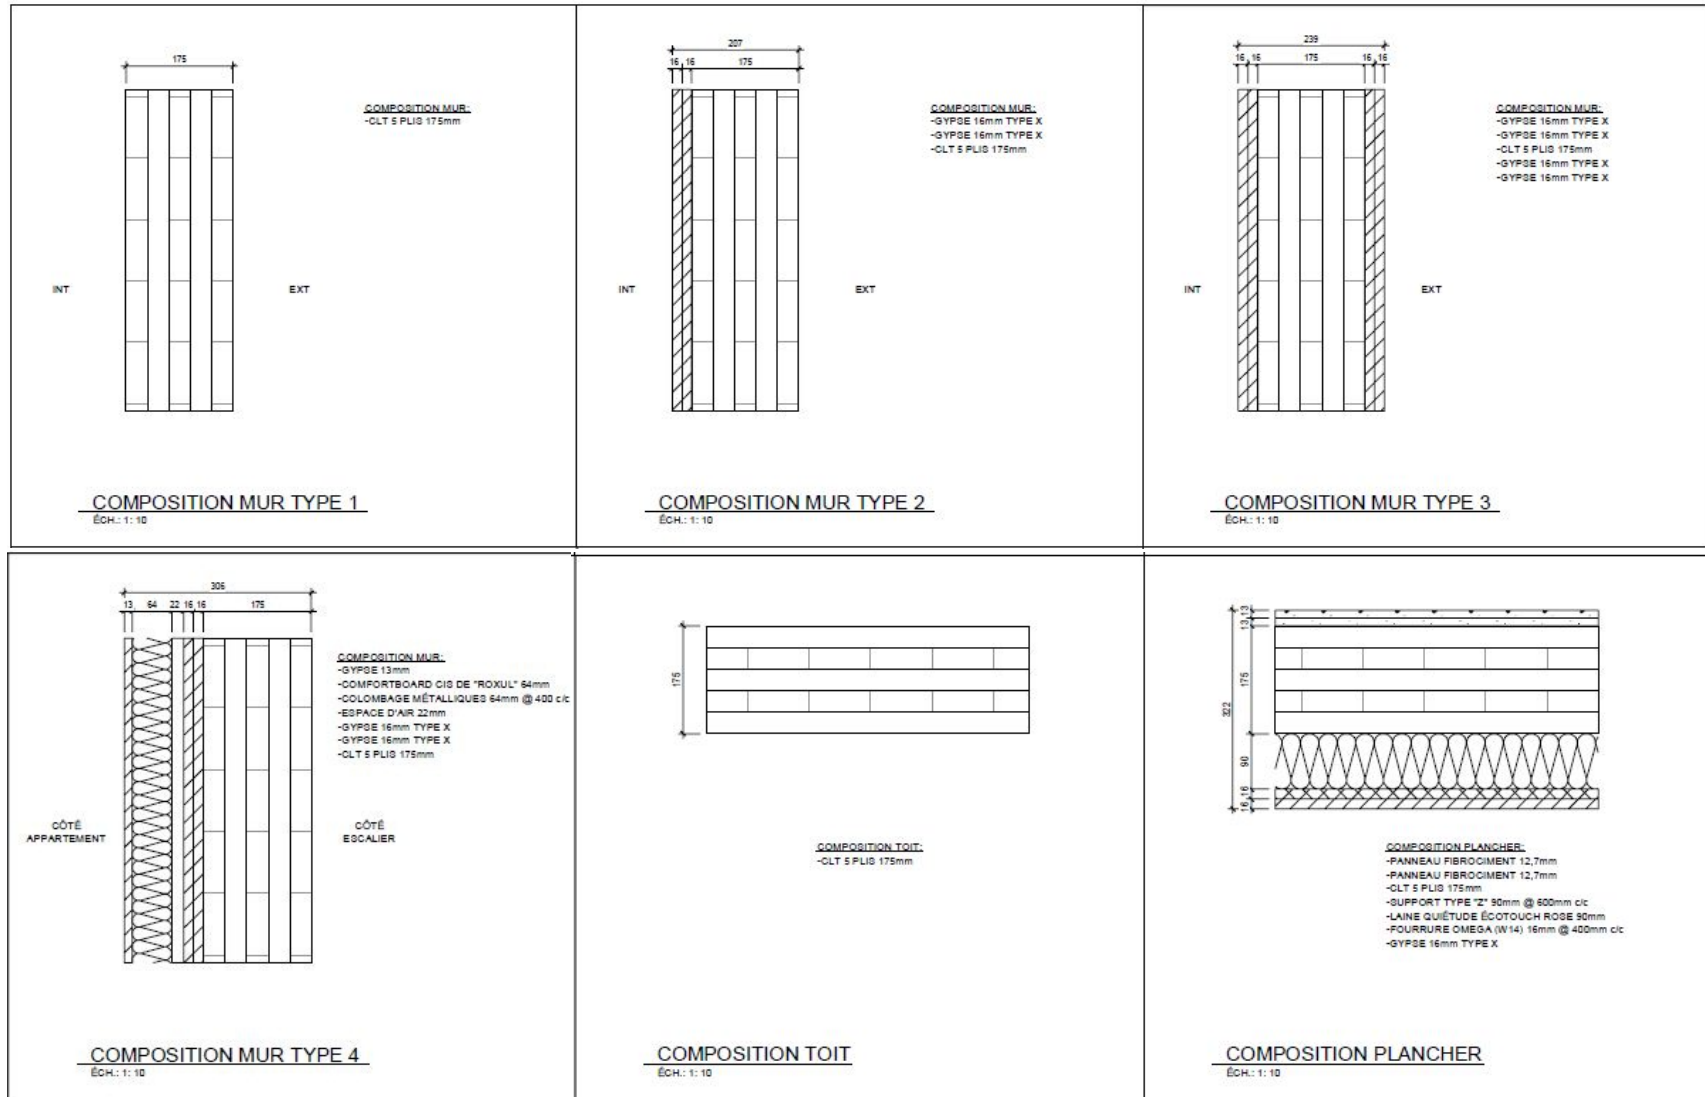 175
COMPOSITION MUR:
-CLT 5 PLIS 175mm
INT
EXT
COMPOSITION MUR TYPE 1
ÉCH.: 1: 10
207
16 16 175
COMPOSITION MUR:
-GYPSE 16mm TYPE X
-GYPSE 16mm TYPE X
-CLT 5 PLIS 175mm
INT
EXT
COMPOSITION MUR TYPE 2
ÉCH.: 1: 10
239
16 16 175 16 16
COMPOSITION MUR:
-GYPSE 16mm TYPE X
-GYPSE 16mm TYPE X
-CLT 5 PLIS 175mm
-GYPSE 16mm TYPE X
-GYPSE 16mm TYPE X
INT
EXT
COMPOSITION MUR TYPE 3
ÉCH.: 1: 10
306
13 64 22 16 16 175
COMPOSITION MUR:
-GYPSE 13mm
-COMFORTBOARD CIS DE "ROXUL" 64mm
-COLOMBAGE MÉTALLIQUES 64mm @ 400 c/c
-ESPACE D'AIR 22mm
-GYPSE 16mm TYPE X
-GYPSE 16mm TYPE X
-CLT 5 PLIS 175mm
CÔTÉ
APPARTEMENT
CÔTÉ
ESCALIER
COMPOSITION MUR TYPE 4
ÉCH.: 1: 10
175
COMPOSITION TOIT:
-CLT 5 PLIS 175mm
COMPOSITION TOIT
ÉCH.: 1: 10
13
13
175
322
90
16
16
COMPOSITION PLANCHER:
-PANNEAU FIBROCIMENT 12,7mm
-PANNEAU FIBROCIMENT 12,7mm
-CLT 5 PLIS 175mm
-SUPPORT TYPE "Z" 90mm @ 600mm c/c
-LAINE QUIÉTUDE ÉCOTOUCH ROSE 90mm
-FOURRURE OMEGA (W14) 16mm @ 400mm c/c
-GYPSE 16mm TYPE X
COMPOSITION PLANCHER
ÉCH.: 1: 10